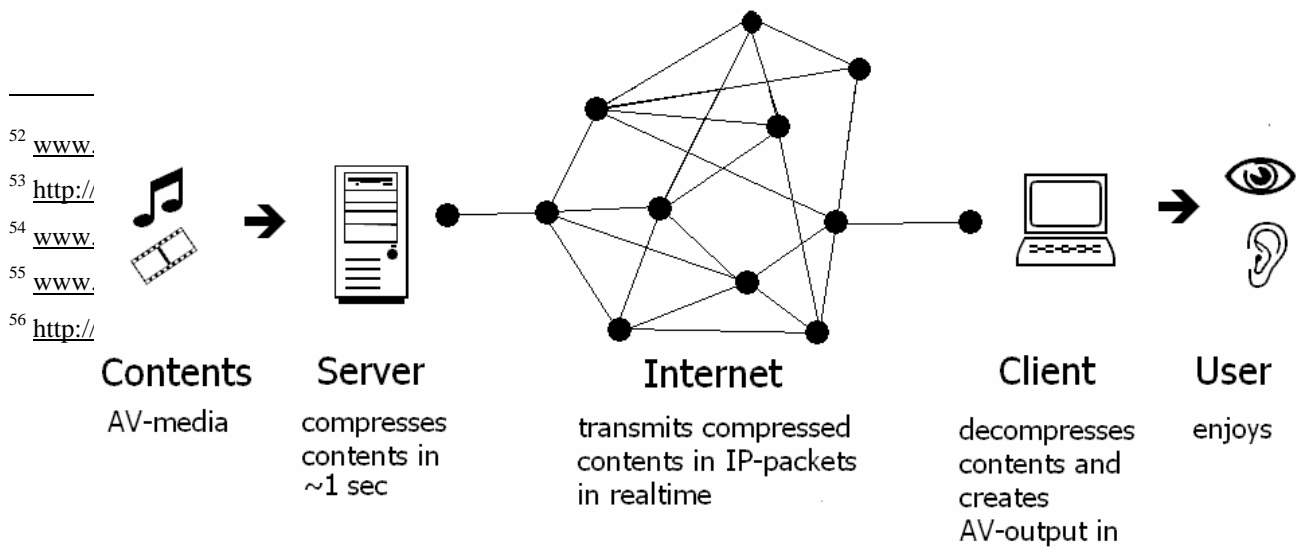 52 www.
53 http://
54 www.
55 www.
56 http://
Contents
AV-media
Server
compresses
contents in
~1 sec
Internet
transmits compressed
contents in IP-packets
in realtime
Client
decompresses
contents and
creates
AV-output in
User
enjoys